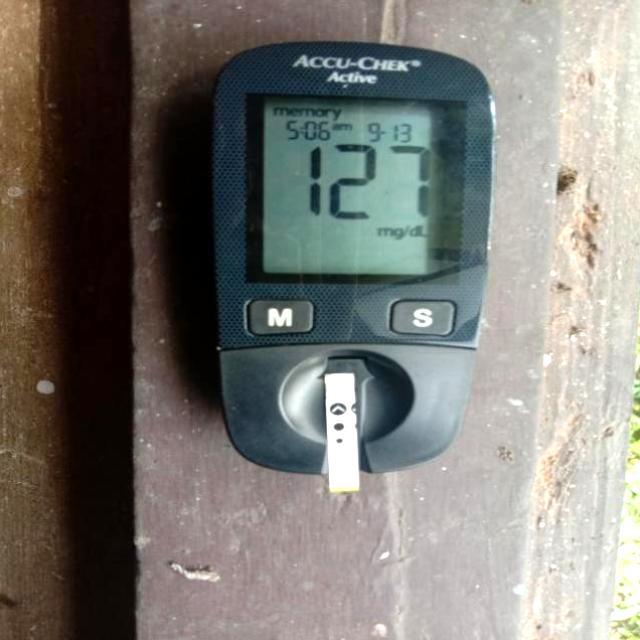 ACCU-CHEK®
Active
memory
5:06 am 9-13
127
mg/dL
M S